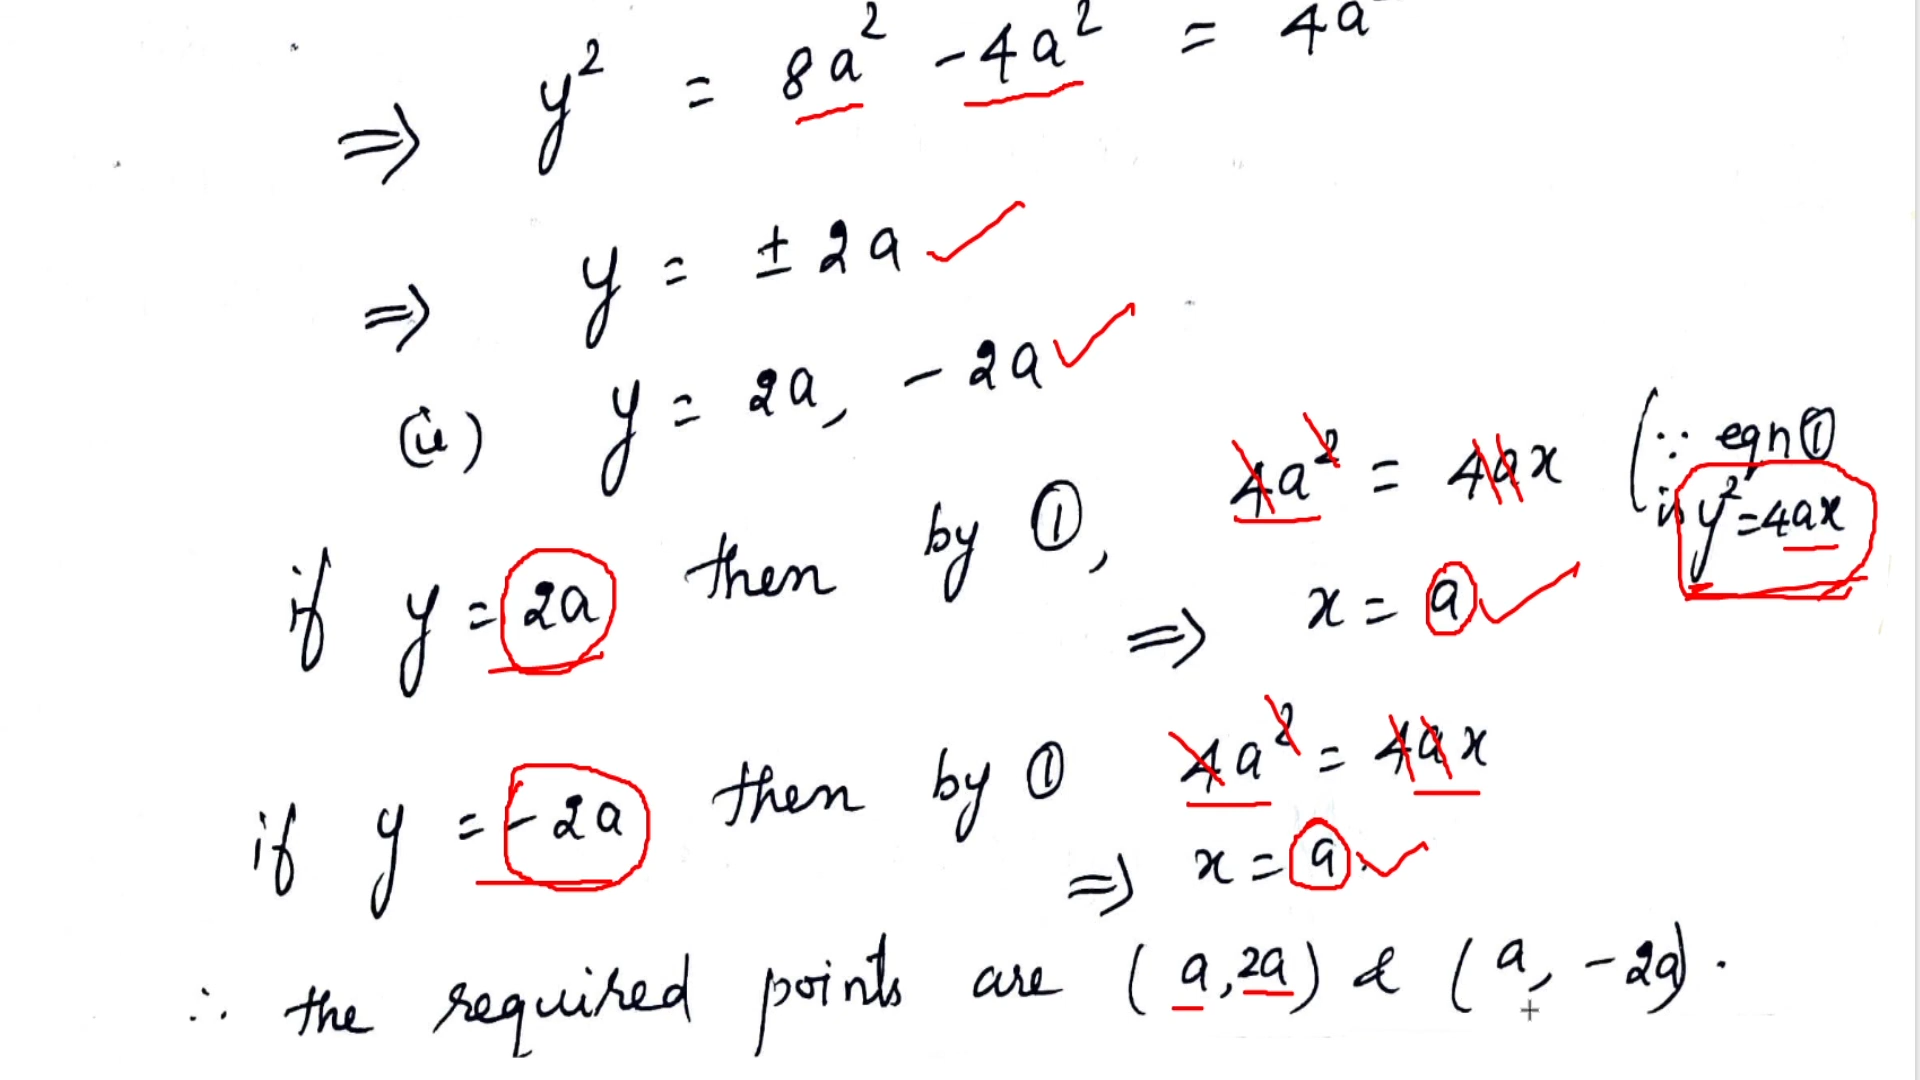 ⇒ y² = 8a² - 4a² = 4a
⇒ y = ± 2a
(ie) y = 2a, - 2a
if y = 2a then by ①, 4a² = 4ax (∵ eqn ①
is y² = 4ax
⇒ x = a
if y = - 2a then by ① 4a² = 4ax
⇒ x = a.
∴ the required points are (a, 2a) & (a, - 2a).